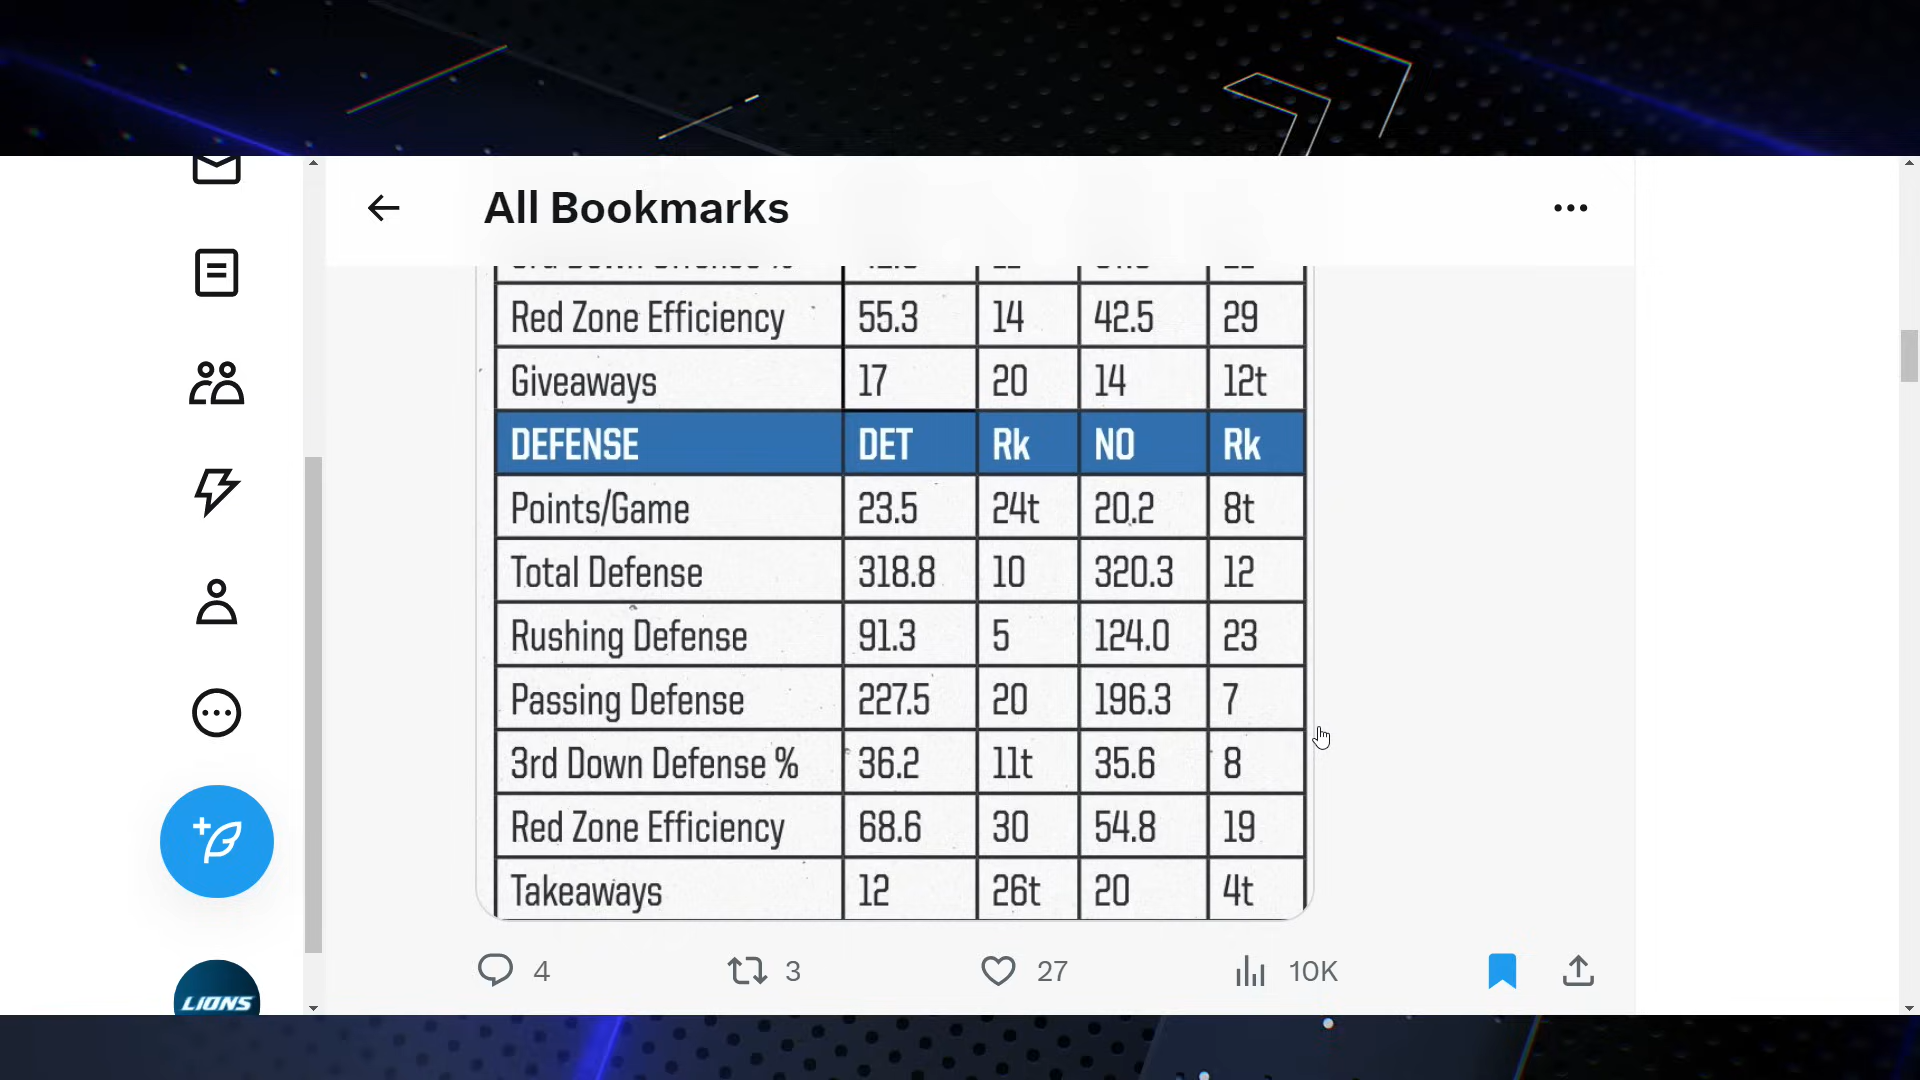 All Bookmarks
Red Zone Efficiency 55.3 14 42.5 29
Giveaways 17 20 14 12t
DEFENSE DET Rk NO Rk
Points/Game 23.5 24t 20.2 8t
Total Defense 318.8 10 320.3 12
Rushing Defense 91.3 5 124.0 23
Passing Defense 227.5 20 196.3 7
3rd Down Defense % 36.2 11t 35.6 8
Red Zone Efficiency 68.6 30 54.8 19
Takeaways 12 26t 20 4t
4 3 27 10K
LIONS